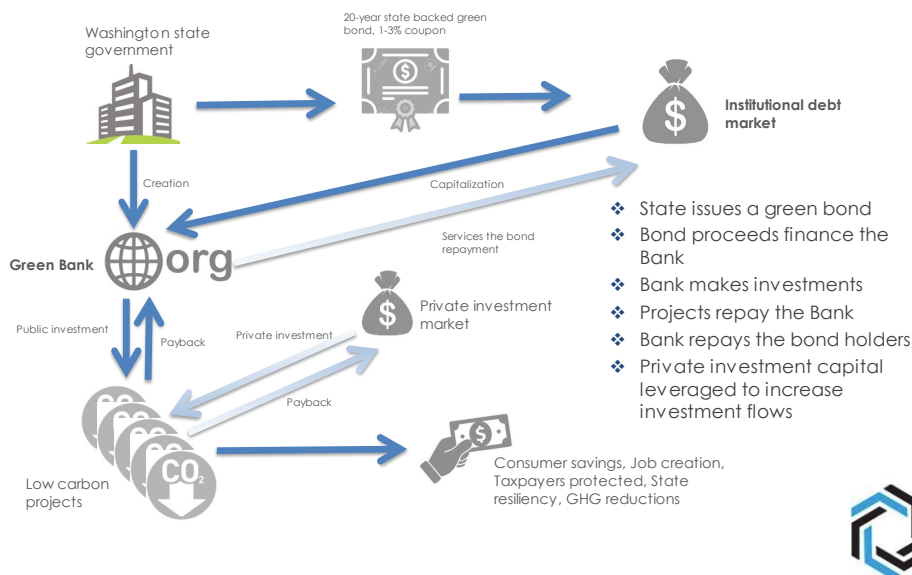 20-year state backed green
bond, 1-3% coupon
Washington state
government
Institutional debt
market
Creation
Capitalization
Services the bond
repayment
Green Bank
org
Public investment
Payback
Private investment
Private investment
market
Payback
Low carbon
projects
CO2
Consumer savings, Job creation,
Taxpayers protected, State
resiliency, GHG reductions
❖ State issues a green bond
❖ Bond proceeds finance the
Bank
❖ Bank makes investments
❖ Projects repay the Bank
❖ Bank repays the bond holders
❖ Private investment capital
leveraged to increase
investment flows